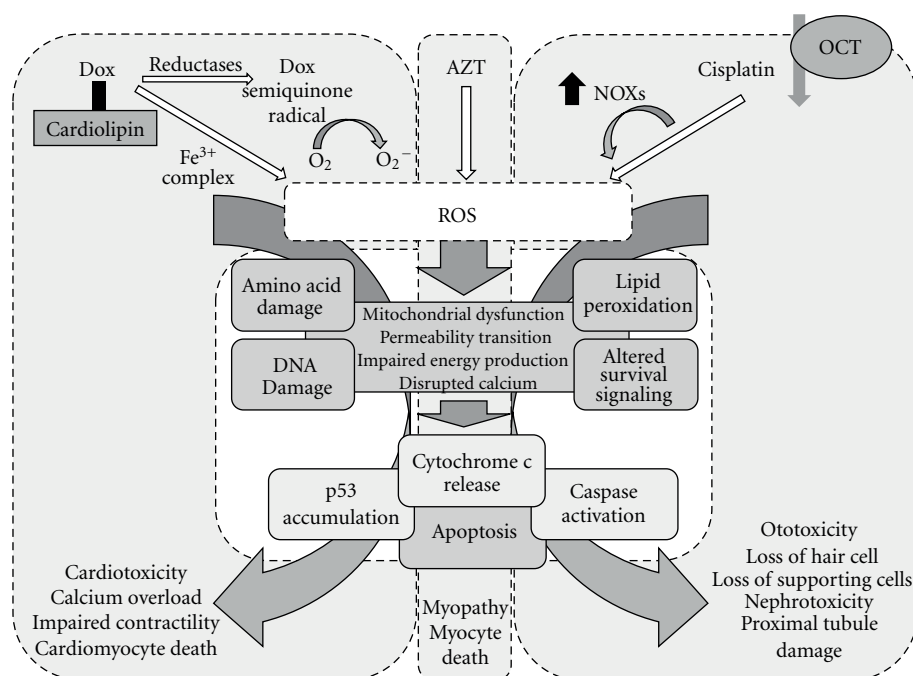 OCT
Dox
Reductases
Dox
semiquinone
radical
Cardiolipin
Fe³⁺
complex
O₂
O₂⁻
AZT
NOXs
Cisplatin
ROS
Amino acid
damage
DNA
Damage
Mitochondrial dysfunction
Permeability transition
Impaired energy production
Disrupted calcium
Lipid
peroxidation
Altered
survival
signaling
Cytochrome c
release
p53
accumulation
Caspase
activation
Apoptosis
Cardiotoxicity
Calcium overload
Impaired contractility
Cardiomyocyte death
Myopathy
Myocyte
death
Ototoxicity
Loss of hair cell
Loss of supporting cells
Nephrotoxicity
Proximal tubule
damage